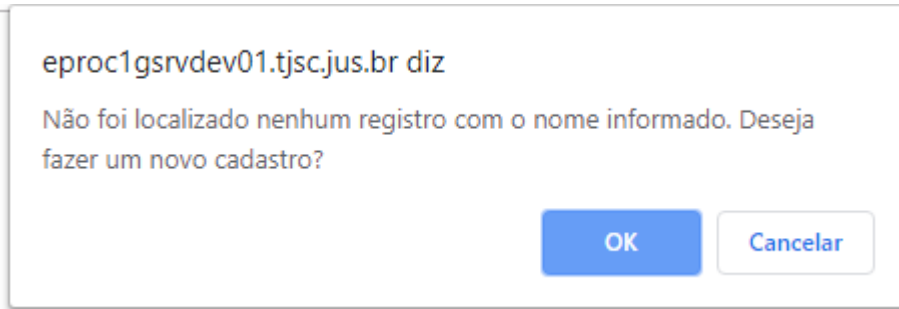 eproc1gsrvdev01.tjsc.jus.br diz
Não foi localizado nenhum registro com o nome informado. Deseja
fazer um novo cadastro?
OK
Cancelar